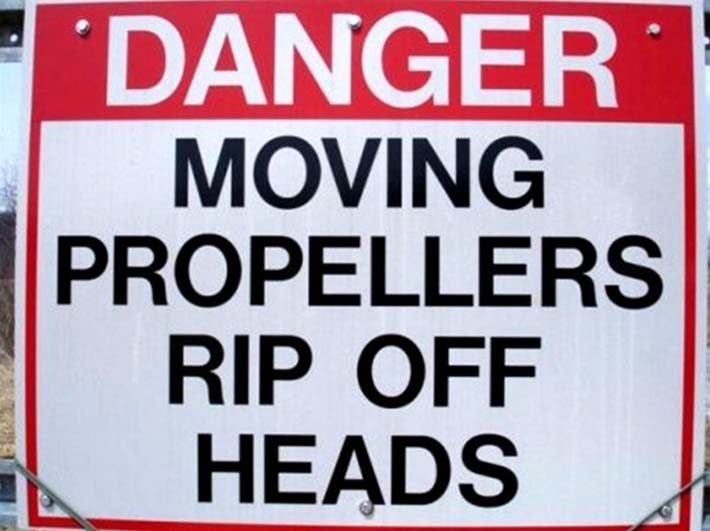 DANGER
MOVING
PROPELLERS
RIP OFF
HEADS